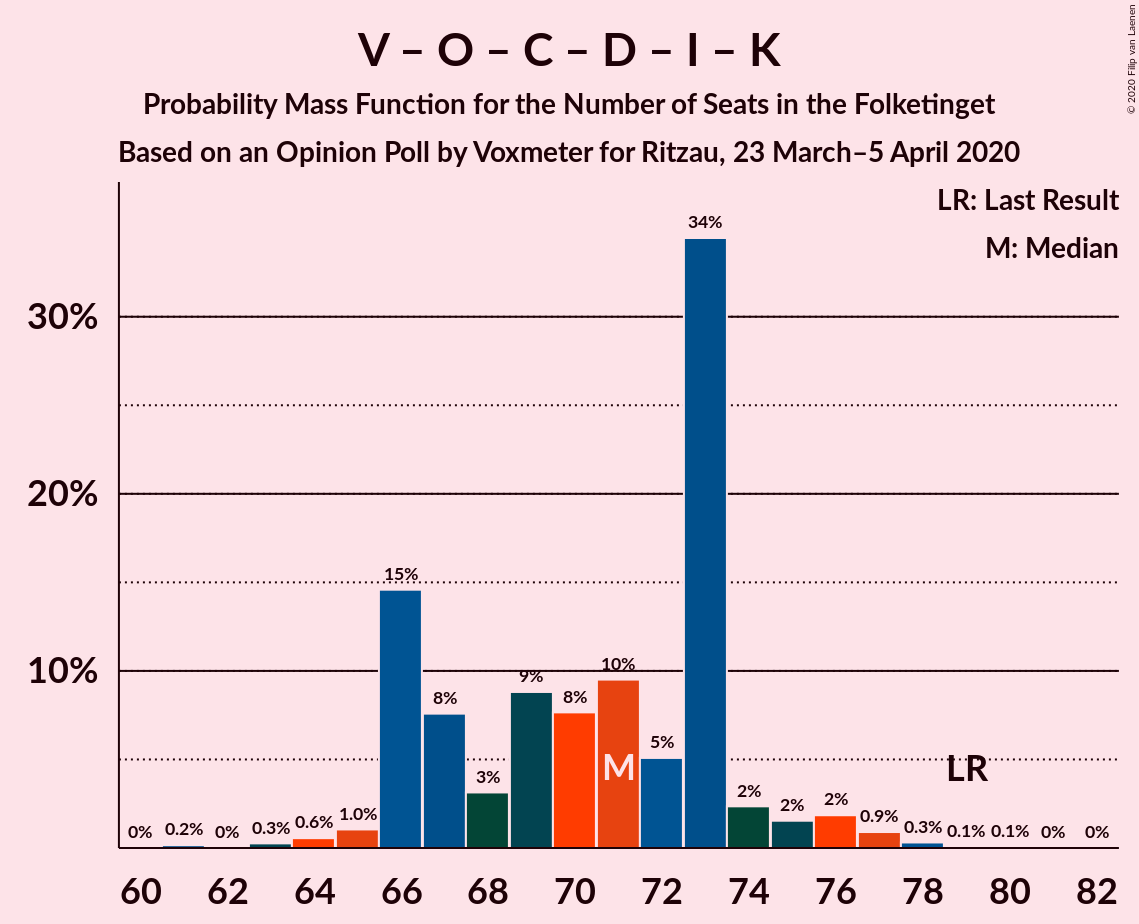 V – O – C – D – I – K
Probability Mass Function for the Number of Seats in the Folketinget
Based on an Opinion Poll by Voxmeter for Ritzau, 23 March–5 April 2020
© 2020 Filip van Laenen
LR: Last Result
M: Median
30%
20%
10%
0%
0.2%
0%
0.3%
0.6%
1.0%
15%
8%
3%
9%
8%
10%
5%
34%
2%
2%
2%
0.9%
0.3%
0.1%
0.1%
0%
0%
M
LR
60 62 64 66 68 70 72 74 76 78 80 82